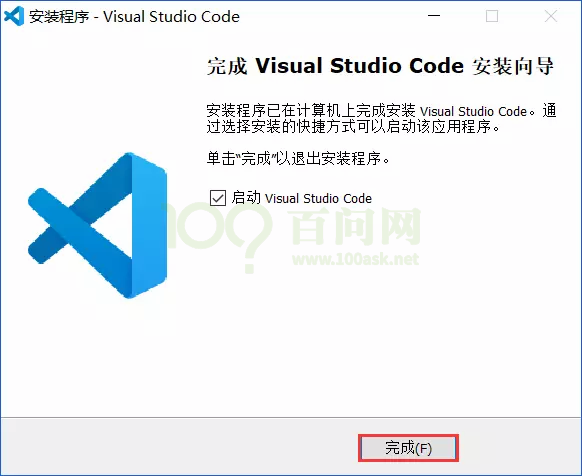 安装程序 - Visual Studio Code
完成 Visual Studio Code 安装向导
安装程序已在计算机上完成安装 Visual Studio Code。通
过选择安装的快捷方式可以启动该应用程序。
单击“完成”以退出安装程序。
启动 Visual Studio Code
100?
百问网
www.100ask.net
完成(F)